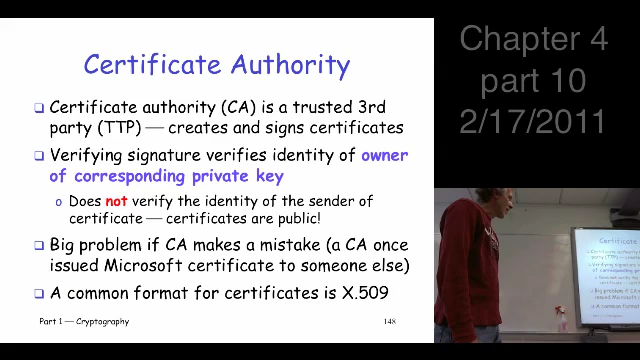 Certificate Authority
❑ Certificate authority (CA) is a trusted 3rd
party (TTP) — creates and signs certificates
❑ Verifying signature verifies identity of owner
of corresponding private key
o Does not verify the identity of the sender of
certificate — certificates are public!
❑ Big problem if CA makes a mistake (a CA once
issued Microsoft certificate to someone else)
❑ A common format for certificates is X.509
Part 1 — Cryptography
148
Chapter 4
part 10
2/17/2011
Certificate